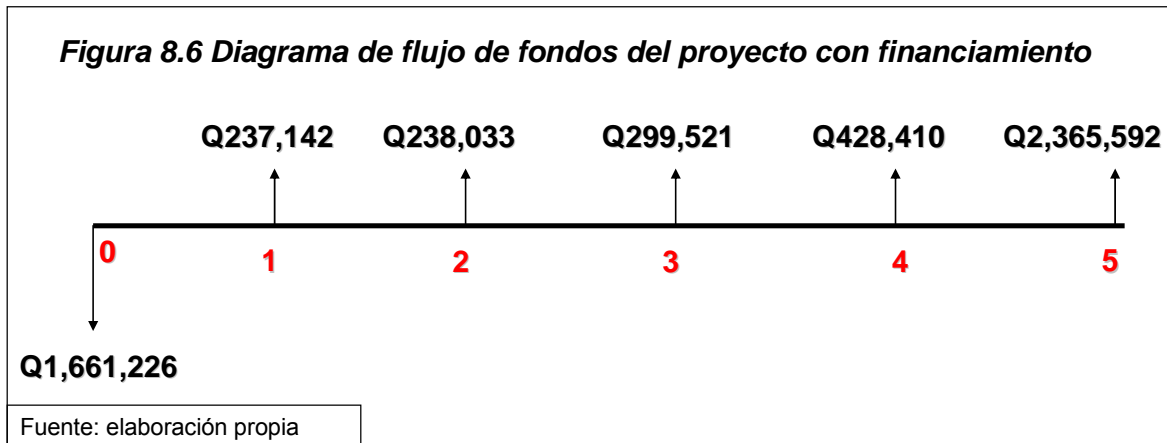 Figura 8.6 Diagrama de flujo de fondos del proyecto con financiamiento
Q237,142 Q238,033 Q299,521 Q428,410 Q2,365,592
0 1 2 3 4 5
Q1,661,226
Fuente: elaboración propia